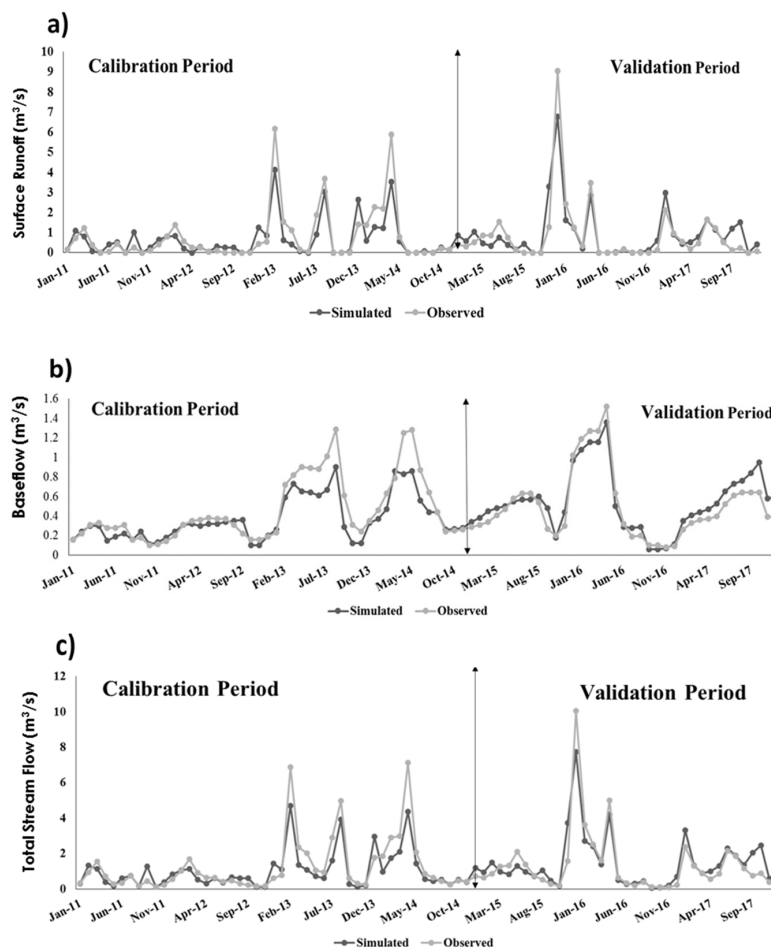 a)
Calibration Period
Validation Period
Surface Runoff (m³/s)
10
9
8
7
6
5
4
3
2
1
0
Jan-11 Jun-11 Nov-11 Apr-12 Sep-12 Feb-13 Jul-13 Dec-13 May-14 Oct-14 Mar-15 Aug-15 Jan-16 Jun-16 Nov-16 Apr-17 Sep-17
Simulated Observed
b)
Calibration Period
Validation Period
Baseflow (m³/s)
1.6
1.4
1.2
1
0.8
0.6
0.4
0.2
0
Jan-11 Jun-11 Nov-11 Apr-12 Sep-12 Feb-13 Jul-13 Dec-13 May-14 Oct-14 Mar-15 Aug-15 Jan-16 Jun-16 Nov-16 Apr-17 Sep-17
Simulated Observed
c)
Calibration Period
Validation Period
Total Stream Flow (m³/s)
12
10
8
6
4
2
0
Jan-11 Jun-11 Nov-11 Apr-12 Sep-12 Feb-13 Jul-13 Dec-13 May-14 Oct-14 Mar-15 Aug-15 Jan-16 Jun-16 Nov-16 Apr-17 Sep-17
Simulated Observed